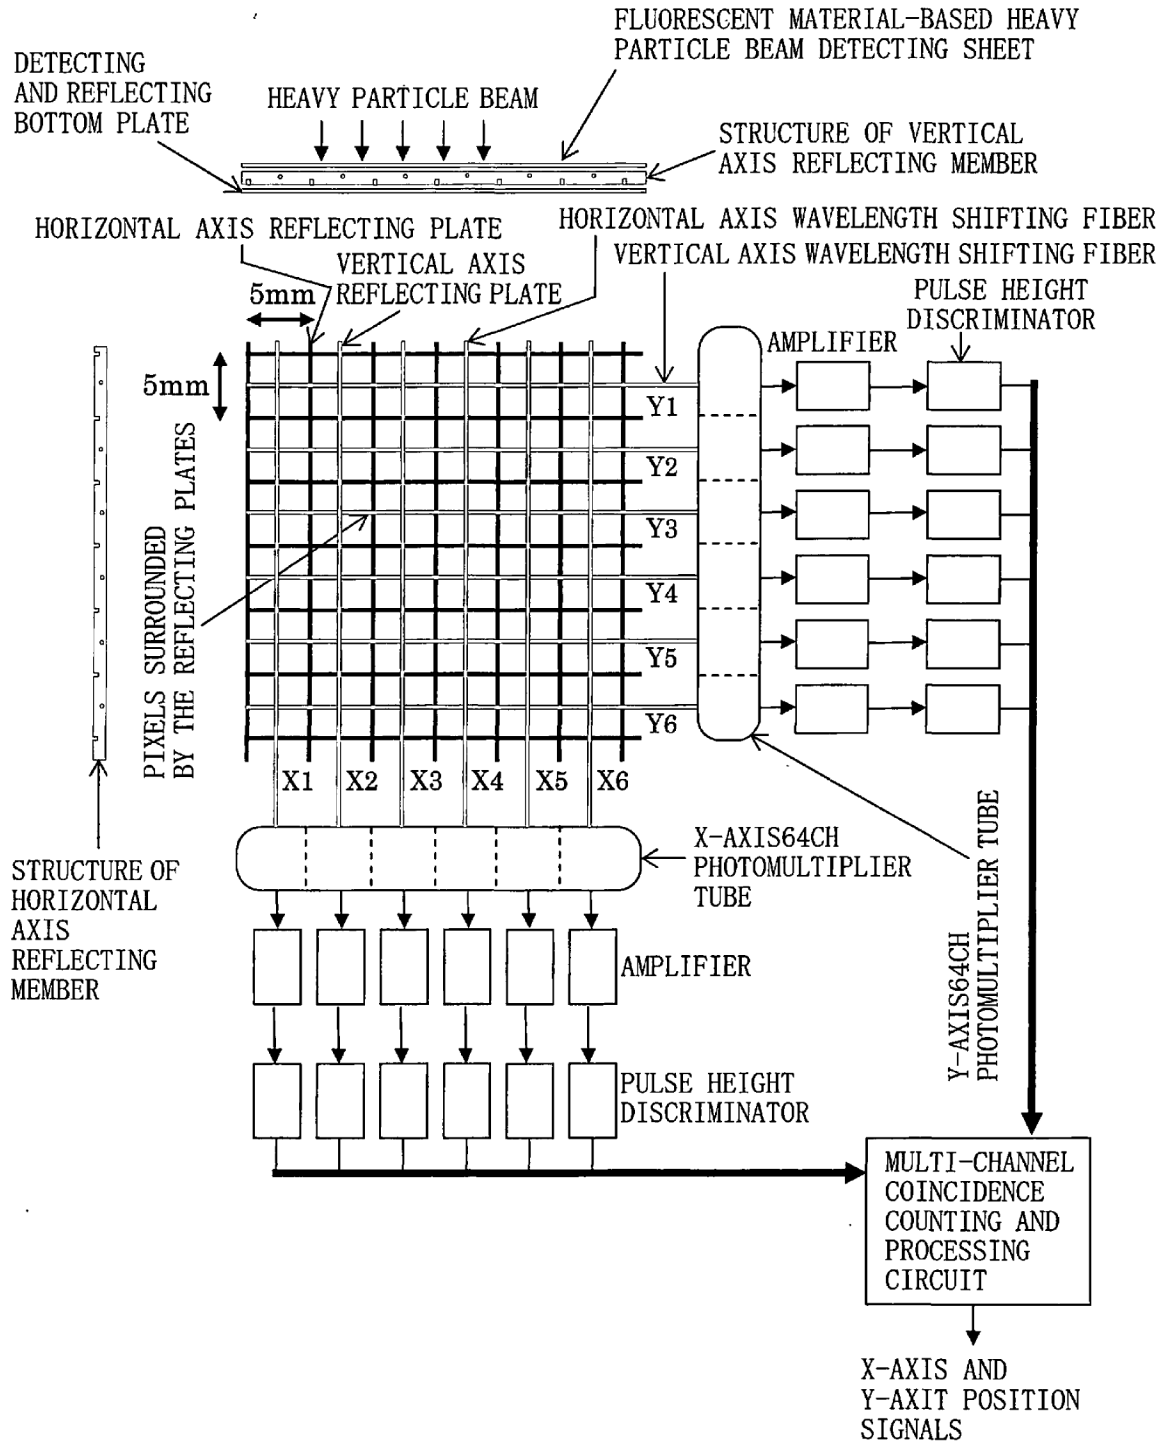 FLUORESCENT MATERIAL-BASED HEAVY
PARTICLE BEAM DETECTING SHEET
DETECTING
AND REFLECTING
BOTTOM PLATE
HEAVY PARTICLE BEAM
STRUCTURE OF VERTICAL
AXIS REFLECTING MEMBER
HORIZONTAL AXIS REFLECTING PLATE
HORIZONTAL AXIS WAVELENGTH SHIFTING FIBER
VERTICAL AXIS WAVELENGTH SHIFTING FIBER
VERTICAL AXIS
REFLECTING PLATE
5mm
PULSE HEIGHT
DISCRIMINATOR
AMPLIFIER
5mm
Y1
Y2
Y3
Y4
Y5
Y6
PIXELS SURROUNDED
BY THE REFLECTING PLATES
X1
X2
X3
X4
X5
X6
X-AXIS64CH
PHOTOMULTIPLIER
TUBE
STRUCTURE OF
HORIZONTAL
AXIS
REFLECTING
MEMBER
AMPLIFIER
Y-AXIS64CH
PHOTOMULTIPLIER TUBE
PULSE HEIGHT
DISCRIMINATOR
MULTI-CHANNEL
COINCIDENCE
COUNTING AND
PROCESSING
CIRCUIT
X-AXIS AND
Y-AXIT POSITION
SIGNALS